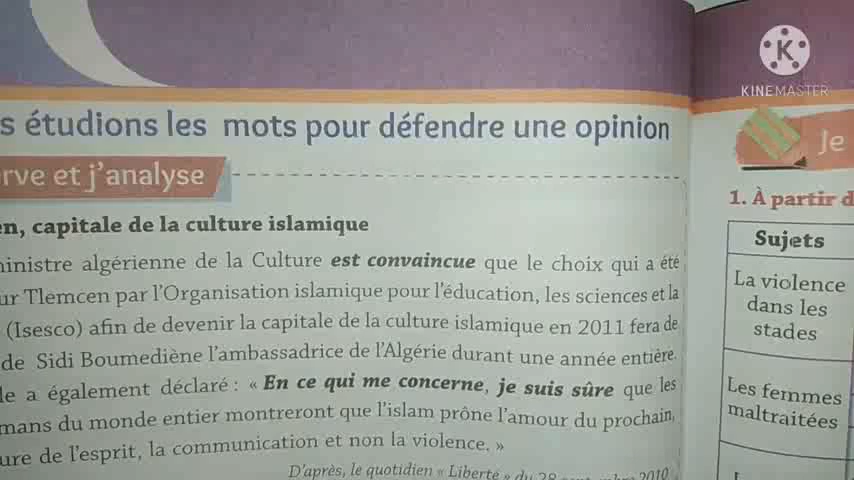 s étudions les mots pour défendre une opinion
rve et j'analyse
en, capitale de la culture islamique
ministre algérienne de la Culture est convaincue que le choix qui a été
ur Tlemcen par l'Organisation islamique pour l'éducation, les sciences et la
(Isesco) afin de devenir la capitale de la culture islamique en 2011 fera de
de Sidi Boumediène l'ambassadrice de l'Algérie durant une année entière.
le a également déclaré : « En ce qui me concerne, je suis sûre que les
mans du monde entier montreront que l'islam prône l'amour du prochain,
ure de l'esprit, la communication et non la violence. »
D'après, le quotidien « Liberté » du 28 septembre 2010
KINEMASTER
Je
1. À partir d
Sujets
La violence
dans les
stades
Les femmes
maltraitées